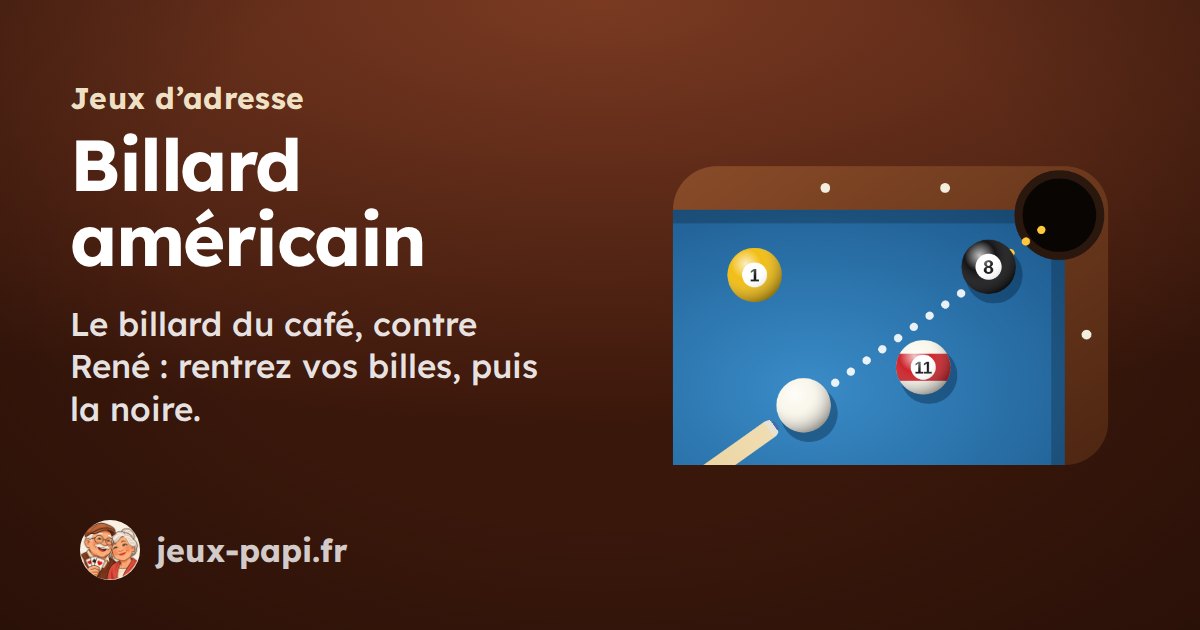 Jeux d’adresse
Billard
américain
Le billard du café, contre
René : rentrez vos billes, puis
la noire.
1
8
11
jeux-papi.fr